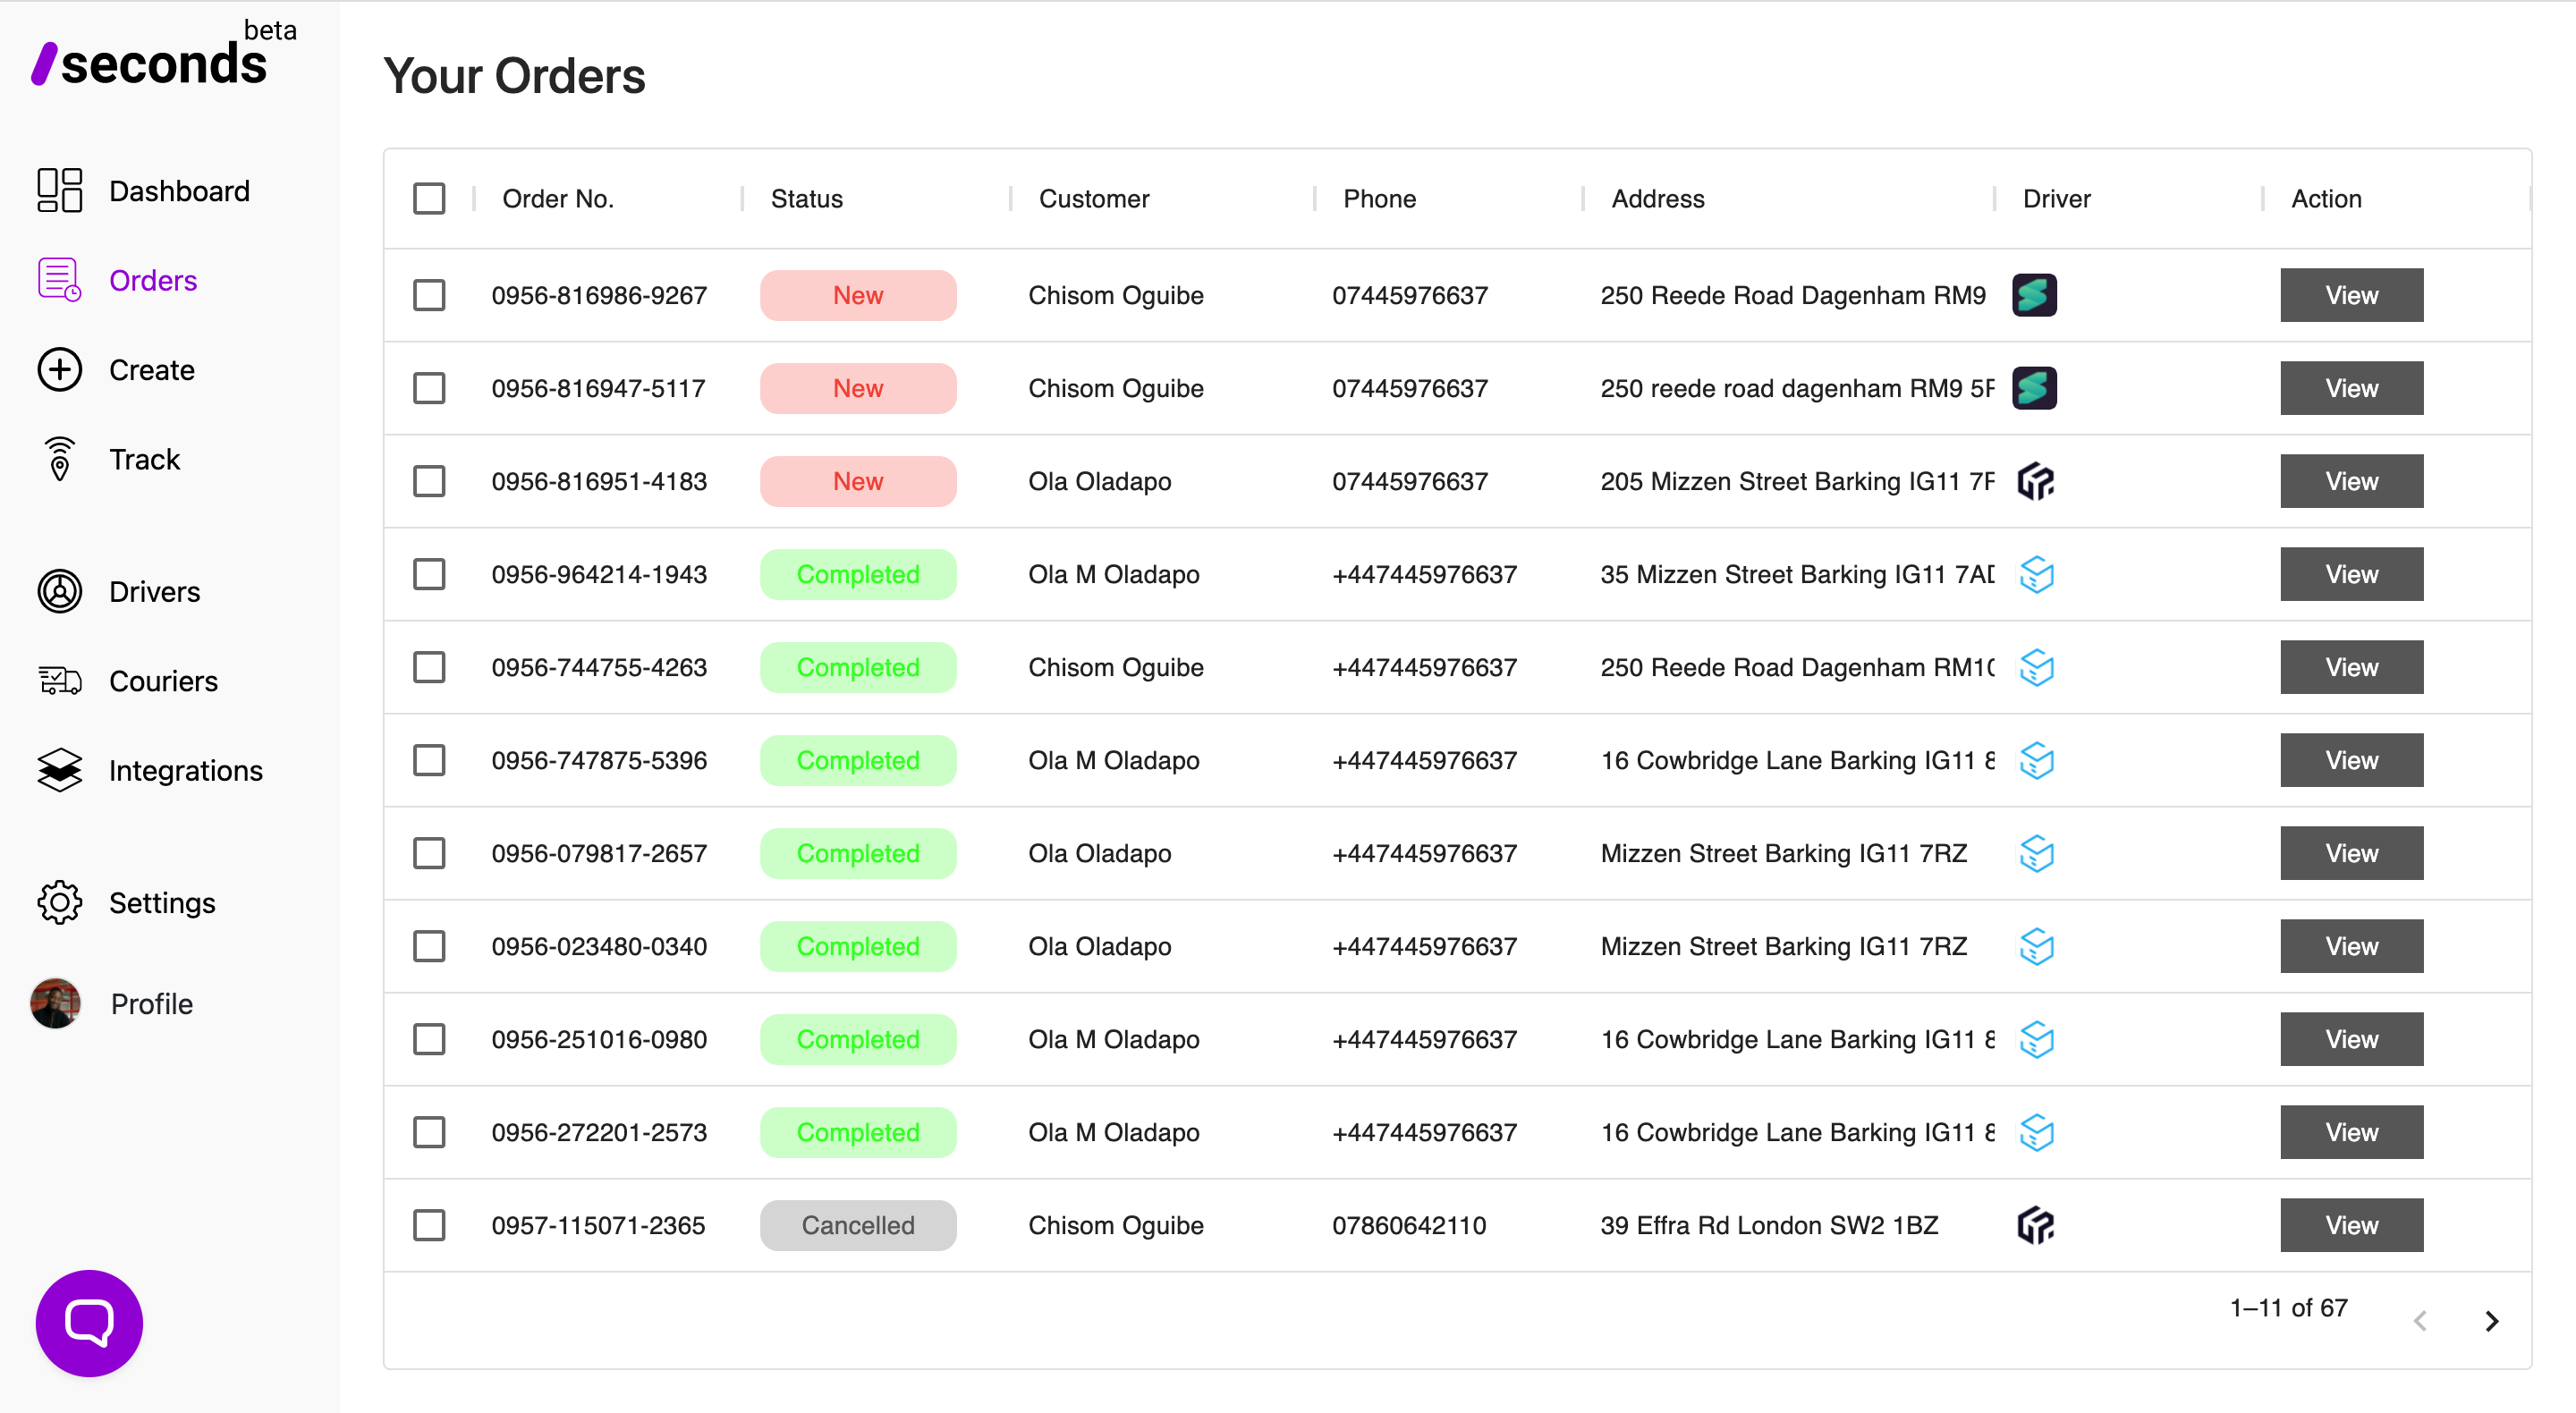 beta
/seconds
Your Orders
Dashboard
Orders
Create
Track
Drivers
Couriers
Integrations
Settings
Profile
Order No. Status Customer Phone Address Driver Action
0956-816986-9267 New Chisom Oguibe 07445976637 250 Reede Road Dagenham RM9 View
0956-816947-5117 New Chisom Oguibe 07445976637 250 reede road dagenham RM9 View
0956-816951-4183 New Ola Oladapo 07445976637 205 Mizzen Street Barking IG11 View
0956-964214-1943 Completed Ola M Oladapo +447445976637 35 Mizzen Street Barking IG11 View
0956-744755-4263 Completed Chisom Oguibe +447445976637 250 Reede Road Dagenham View
0956-747875-5396 Completed Ola M Oladapo +447445976637 16 Cowbridge Lane Barking IG11 View
0956-079817-2657 Completed Ola Oladapo +447445976637 Mizzen Street Barking IG11 7RZ View
0956-023480-0340 Completed Ola Oladapo +447445976637 Mizzen Street Barking IG11 7RZ View
0956-251016-0980 Completed Ola M Oladapo +447445976637 16 Cowbridge Lane Barking IG11 View
0956-272201-2573 Completed Ola M Oladapo +447445976637 16 Cowbridge Lane Barking IG11 View
0957-115071-2365 Cancelled Chisom Oguibe 07860642110 39 Effra Rd London SW2 1BZ View
1–11 of 67